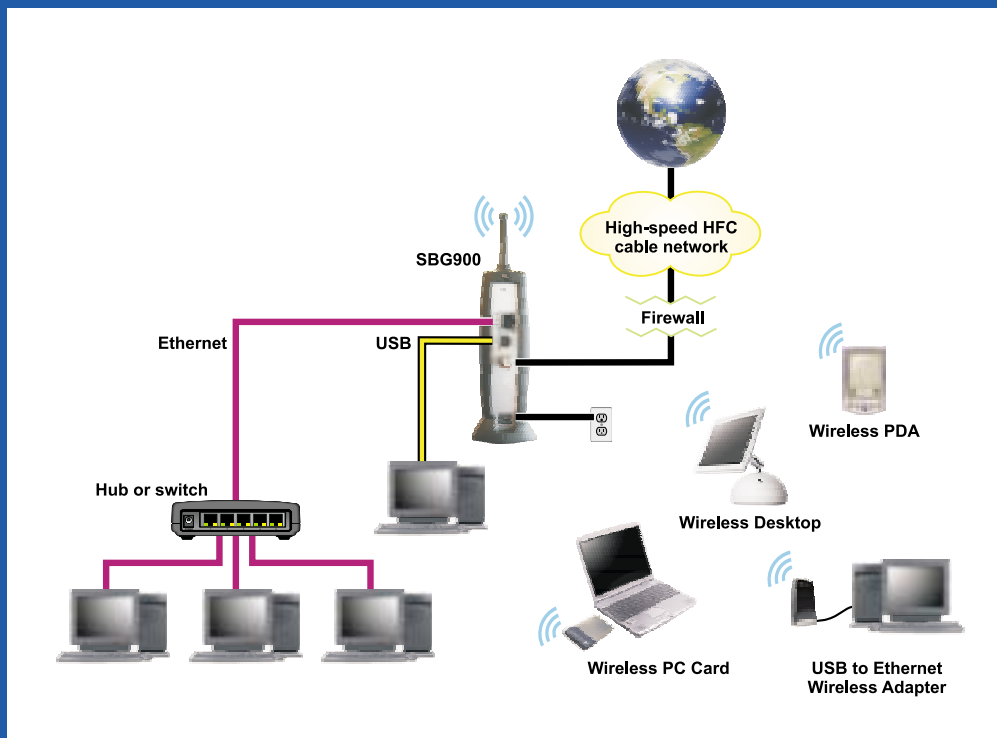 High-speed HFC
cable network
SBG900
Firewall
Ethernet
USB
Wireless PDA
Hub or switch
Wireless Desktop
Wireless PC Card
USB to Ethernet
Wireless Adapter